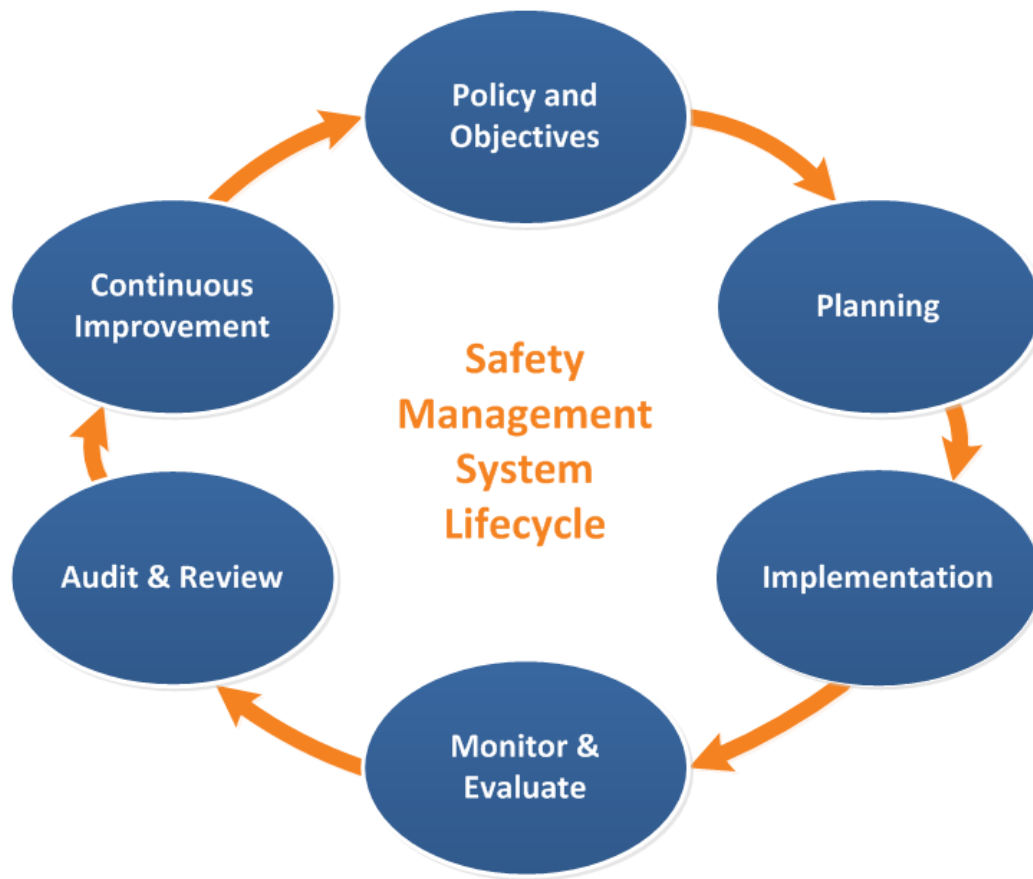 Policy and
Objectives
Planning
Implementation
Monitor &
Evaluate
Audit & Review
Continuous
Improvement
Safety
Management
System
Lifecycle